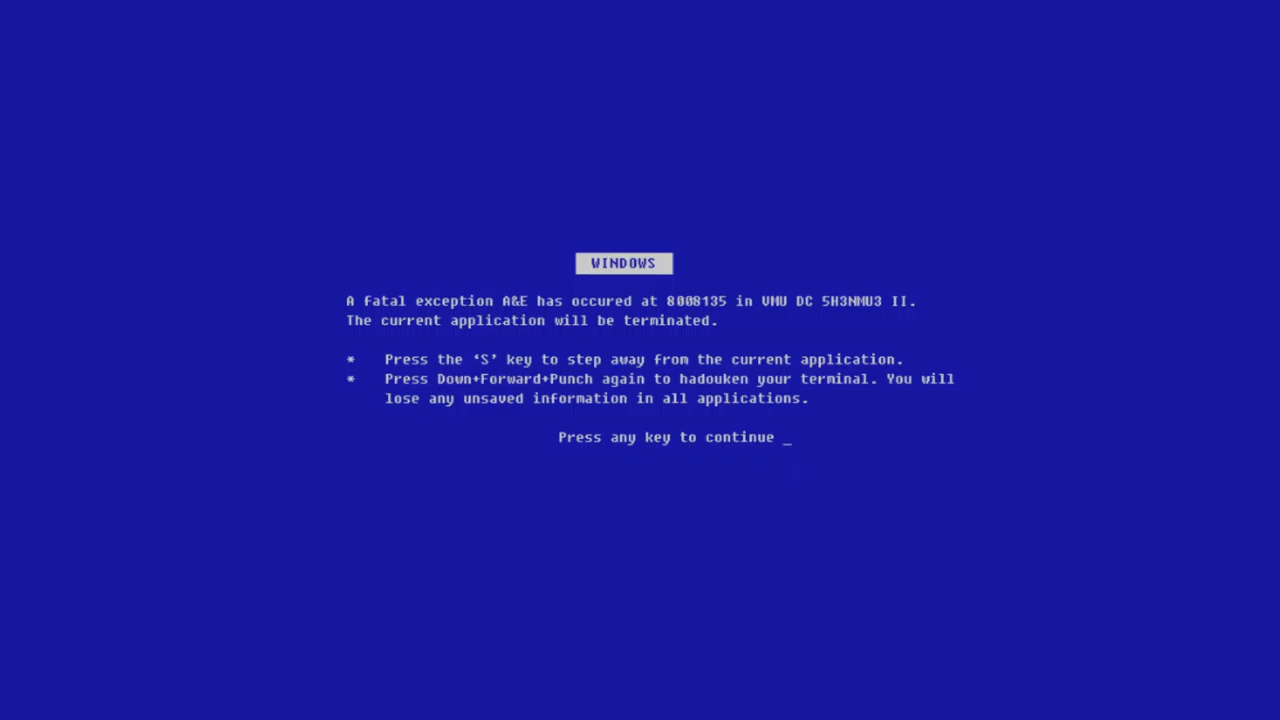 WINDOWS
A fatal exception A&E has occured at 8008135 in VMU DC 5H3NMU3 II.
The current application will be terminated.
* Press the ‘S’ key to step away from the current application.
* Press Down+Forward+Punch again to hadouken your terminal. You will
lose any unsaved information in all applications.
Press any key to continue _